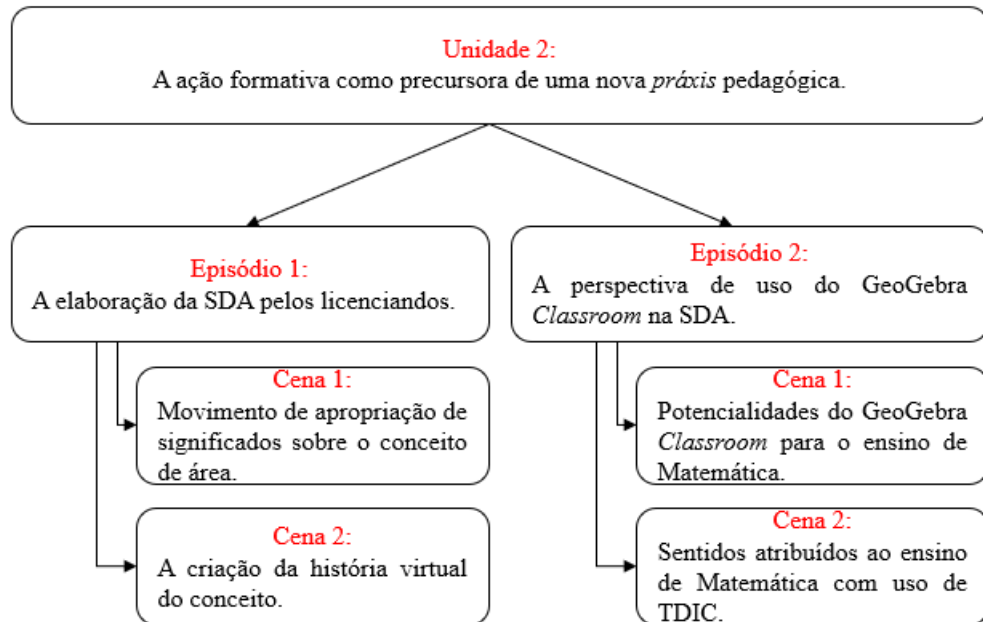 Unidade 2:
A ação formativa como precursora de uma nova práxis pedagógica.
Episódio 1:
A elaboração da SDA pelos licenciandos.
Cena 1:
Movimento de apropriação de
significados sobre o conceito
de área.
Cena 2:
A criação da história virtual
do conceito.
Episódio 2:
A perspectiva de uso do GeoGebra
Classroom na SDA.
Cena 1:
Potencialidades do GeoGebra
Classroom para o ensino de
Matemática.
Cena 2:
Sentidos atribuídos ao ensino
de Matemática com uso de
TDIC.